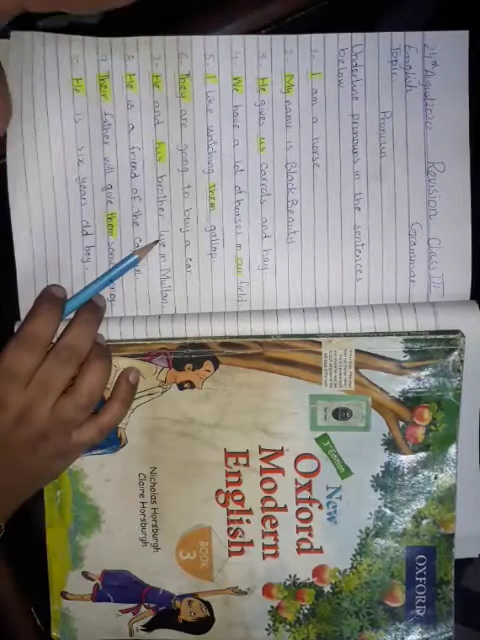 24th August 2020 Revision Class III
English Grammar
Topic: Pronoun
Underline pronouns in the sentences
below
1. I am a horse
2. My name is Black Beauty
3. He gives us carrots and hay.
4. We have a lot of horses in our field.
5. I like watching them gallop.
6. They are going to buy a car.
7. He and his brother live in Multan.
8. He is a friend of the
9. Their father will give them some
10. He is six years old boy.
OXFORD
3rd Edition
New
Oxford
Modern
English
BOOK
3
Nicholas Horsburgh
Claire Horsburgh